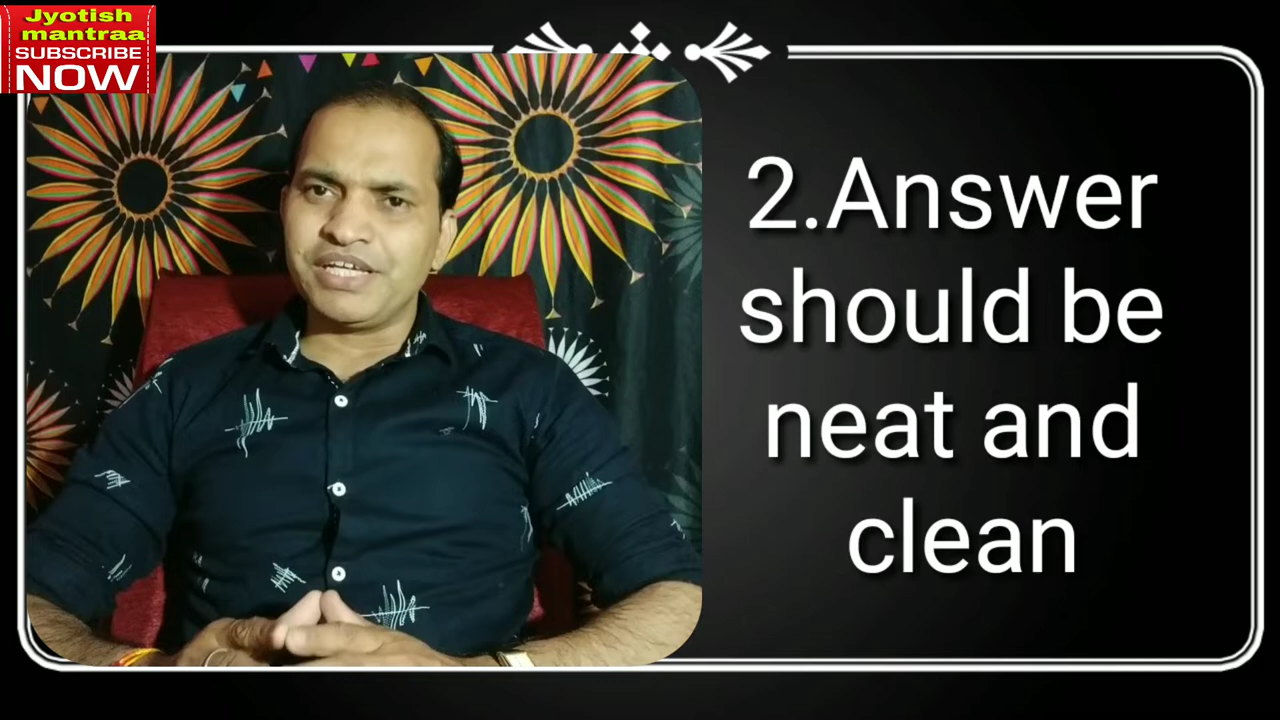 Jyotish
mantraa
SUBSCRIBE
NOW
2.Answer
should be
neat and
clean